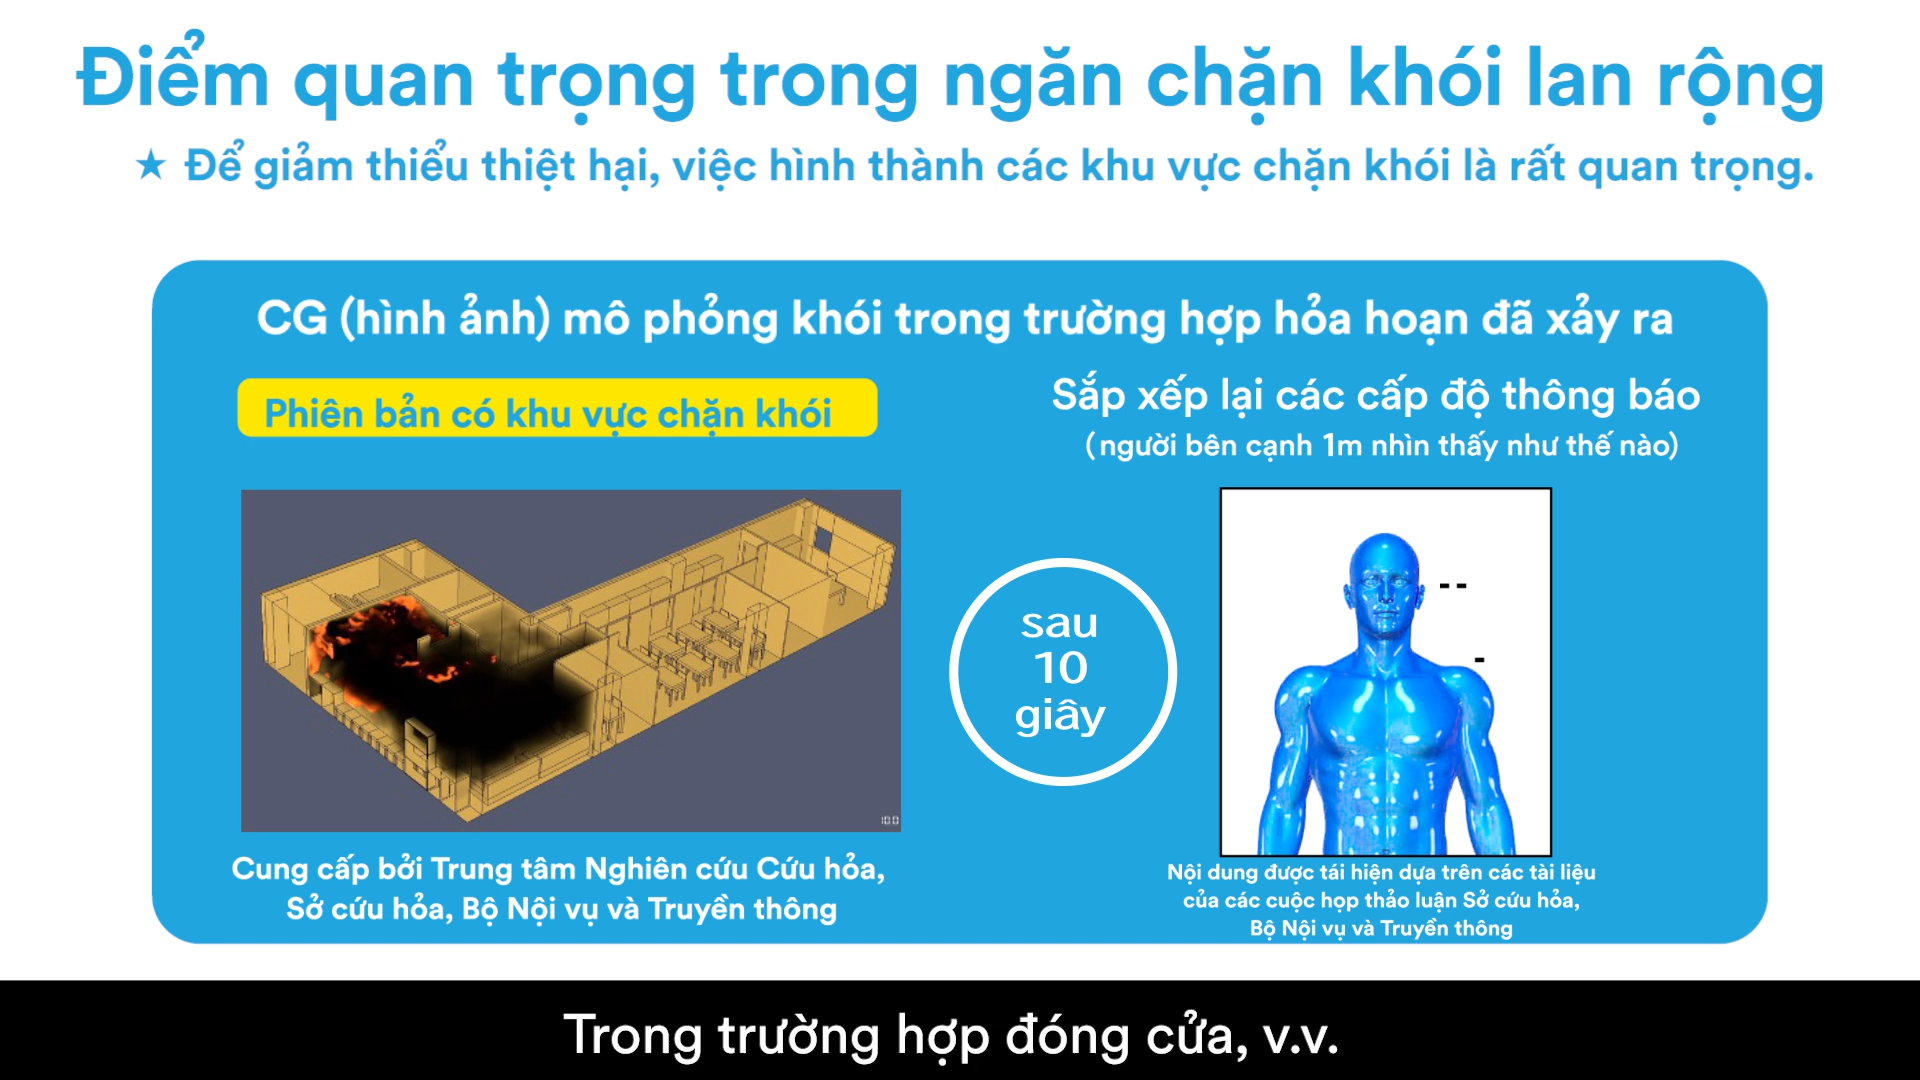 Điểm quan trọng trong ngăn chặn khói lan rộng
★ Để giảm thiểu thiệt hại, việc hình thành các khu vực chặn khói là rất quan trọng.
CG (hình ảnh) mô phỏng khói trong trường hợp hỏa hoạn đã xảy ra
Phiên bản có khu vực chặn khói
Sắp xếp lại các cấp độ thông báo
(người bên cạnh 1m nhìn thấy như thế nào)
sau
10
giây
10.0
Cung cấp bởi Trung tâm Nghiên cứu Cứu hỏa,
Sở cứu hỏa, Bộ Nội vụ và Truyền thông
Nội dung được tái hiện dựa trên các tài liệu
của các cuộc họp thảo luận Sở cứu hỏa,
Bộ Nội vụ và Truyền thông
Trong trường hợp đóng cửa, v.v.